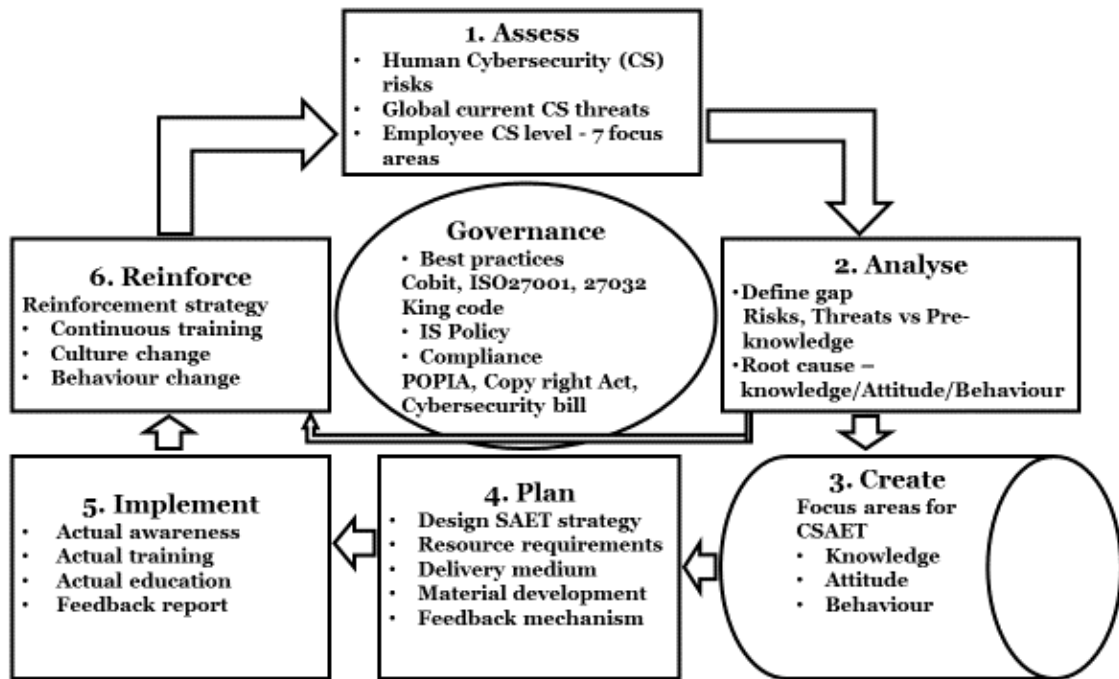 1. Assess
• Human Cybersecurity (CS)
risks
• Global current CS threats
• Employee CS level - 7 focus
areas
Governance
• Best practices
Cobit, ISO27001, 27032
King code
• IS Policy
• Compliance
POPIA, Copy right Act,
Cybersecurity bill
2. Analyse
•Define gap
Risks, Threats vs Pre-
knowledge
•Root cause –
knowledge/Attitude/Behaviour
3. Create
Focus areas for
CSAET
• Knowledge
• Attitude
• Behaviour
4. Plan
• Design SAET strategy
• Resource requirements
• Delivery medium
• Material development
• Feedback mechanism
5. Implement
• Actual awareness
• Actual training
• Actual education
• Feedback report
6. Reinforce
Reinforcement strategy
• Continuous training
• Culture change
• Behaviour change